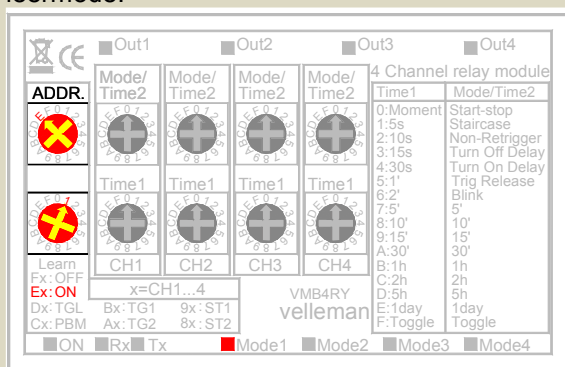 leermode.
Out1 Out2 Out3 Out4
CE
4 Channel relay module
ADDR.
Mode/ Mode/ Mode/ Mode/
Time2 Time2 Time2 Time2
Time1 Mode/Time2
0:Moment Start-stop
1:5s Staircase
2:10s Non-Retrigger
3:15s Turn Off Delay
4:30s Turn On Delay
5:1' Trig Release
6:2' Blink
7:5' 5'
8:10' 10'
9:15' 15'
A:30' 30'
B:1h 1h
C:2h 2h
D:5h 5h
E:1day 1day
F:Toggle Toggle
Time1 Time1 Time1 Time1
CH1 CH2 CH3 CH4
Learn
Fx:OFF
Ex:ON
Dx:TGL
Cx:PBM
x=CH1...4
Bx:TG1 9x:ST1
Ax:TG2 8x:ST2
VMB4RY
velleman
ON Rx Tx Mode1 Mode2 Mode3 Mode4